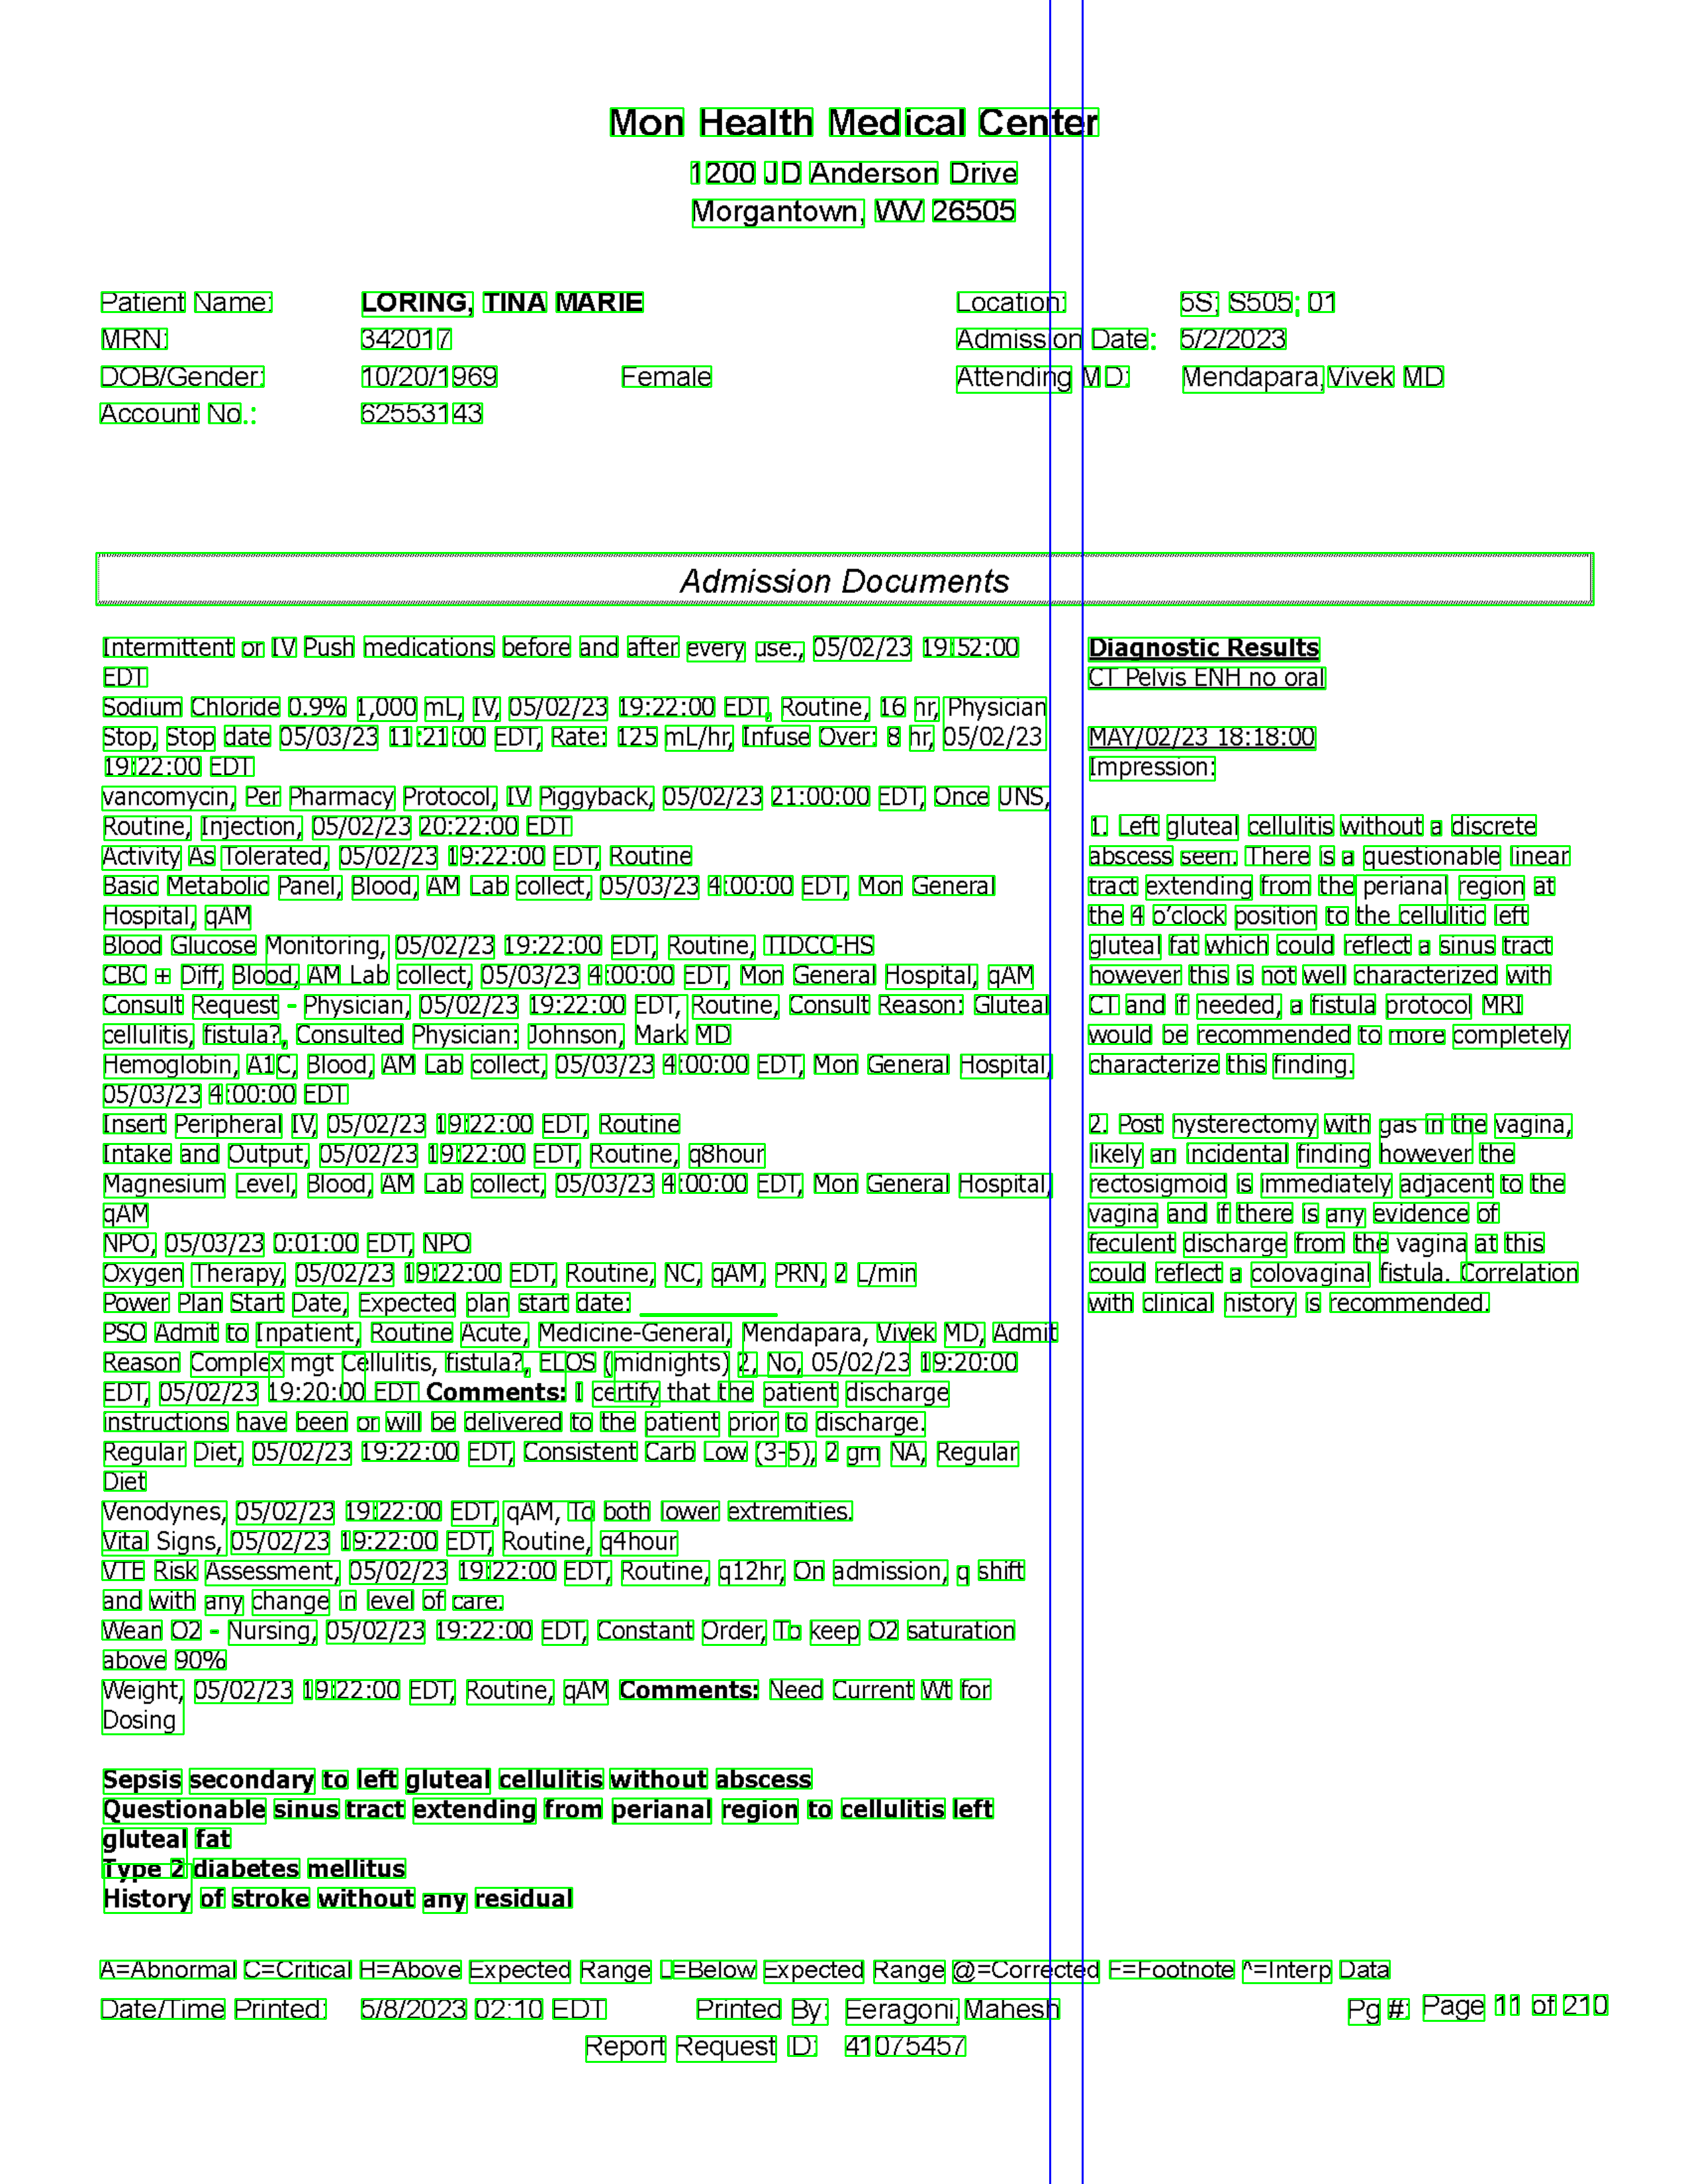 Mon Health Medical Center
1200 JD Anderson Drive
Morgantown, WV 26505
Patient Name: LORING, TINA MARIE Location: 5S; S505; 01
MRN: 342017 Admission Date: 5/2/2023
DOB/Gender: 10/20/1969 Female Attending MD: Mendapara,Vivek MD
Account No.: 62553143
Admission Documents
Intermittent or IV Push medications before and after every use., 05/02/23 19:52:00
EDT
Sodium Chloride 0.9% 1,000 mL, IV, 05/02/23 19:22:00 EDT, Routine, 16 hr, Physician
Stop, Stop date 05/03/23 11:21:00 EDT, Rate: 125 mL/hr, Infuse Over: 8 hr, 05/02/23
19:22:00 EDT
vancomycin, Per Pharmacy Protocol, IV Piggyback, 05/02/23 21:00:00 EDT, Once UNS,
Routine, Injection, 05/02/23 20:22:00 EDT
Activity As Tolerated, 05/02/23 19:22:00 EDT, Routine
Basic Metabolic Panel, Blood, AM Lab collect, 05/03/23 4:00:00 EDT, Mon General
Hospital, qAM
Blood Glucose Monitoring, 05/02/23 19:22:00 EDT, Routine, TIDCC-HS
CBC + Diff, Blood, AM Lab collect, 05/03/23 4:00:00 EDT, Mon General Hospital, qAM
Consult Request - Physician, 05/02/23 19:22:00 EDT, Routine, Consult Reason: Gluteal
cellulitis, fistula?, Consulted Physician: Johnson, Mark MD
Hemoglobin, A1C, Blood, AM Lab collect, 05/03/23 4:00:00 EDT, Mon General Hospital,
05/03/23 4:00:00 EDT
Insert Peripheral IV, 05/02/23 19:22:00 EDT, Routine
Intake and Output, 05/02/23 19:22:00 EDT, Routine, q8hour
Magnesium Level, Blood, AM Lab collect, 05/03/23 4:00:00 EDT, Mon General Hospital,
qAM
NPO, 05/03/23 0:01:00 EDT, NPO
Oxygen Therapy, 05/02/23 19:22:00 EDT, Routine, NC, qAM, PRN, 2 L/min
Power Plan Start Date, Expected plan start date: ___________
PSO Admit to Inpatient, Routine Acute, Medicine-General, Mendapara, Vivek MD, Admit
Reason Complex mgt Cellulitis, fistula?, ELOS (midnights) 2, No, 05/02/23 19:20:00
EDT, 05/02/23 19:20:00 EDT Comments: I certify that the patient discharge
instructions have been or will be delivered to the patient prior to discharge.
Regular Diet, 05/02/23 19:22:00 EDT, Consistent Carb Low (3-5), 2 gm NA, Regular
Diet
Venodynes, 05/02/23 19:22:00 EDT, qAM, To both lower extremities.
Vital Signs, 05/02/23 19:22:00 EDT, Routine, q4hour
VTE Risk Assessment, 05/02/23 19:22:00 EDT, Routine, q12hr, On admission, q shift
and with any change in level of care.
Wean O2 - Nursing, 05/02/23 19:22:00 EDT, Constant Order, To keep O2 saturation
above 90%
Weight, 05/02/23 19:22:00 EDT, Routine, qAM Comments: Need Current Wt for
Dosing
Sepsis secondary to left gluteal cellulitis without abscess
Questionable sinus tract extending from perianal region to cellulitis left
gluteal fat
Type 2 diabetes mellitus
History of stroke without any residual
Diagnostic Results
CT Pelvis ENH no oral
MAY/02/23 18:18:00
Impression:
1. Left gluteal cellulitis without a discrete
abscess seen. There is a questionable linear
tract extending from the perianal region at
the 4 o'clock position to the cellulitic left
gluteal fat which could reflect a sinus tract
however this is not well characterized with
CT and if needed, a fistula protocol MRI
would be recommended to more completely
characterize this finding.
2. Post hysterectomy with gas in the vagina,
likely an incidental finding however the
rectosigmoid is immediately adjacent to the
vagina and if there is any evidence of
feculent discharge from the vagina at this
could reflect a colovaginal fistula. Correlation
with clinical history is recommended.
A=Abnormal C=Critical H=Above Expected Range L=Below Expected Range @=Corrected F=Footnote ^=Interp Data
Date/Time Printed: 5/8/2023 02:10 EDT Printed By: Eeragoni,Mahesh Pg #: Page 11 of 210
Report Request ID: 41075457